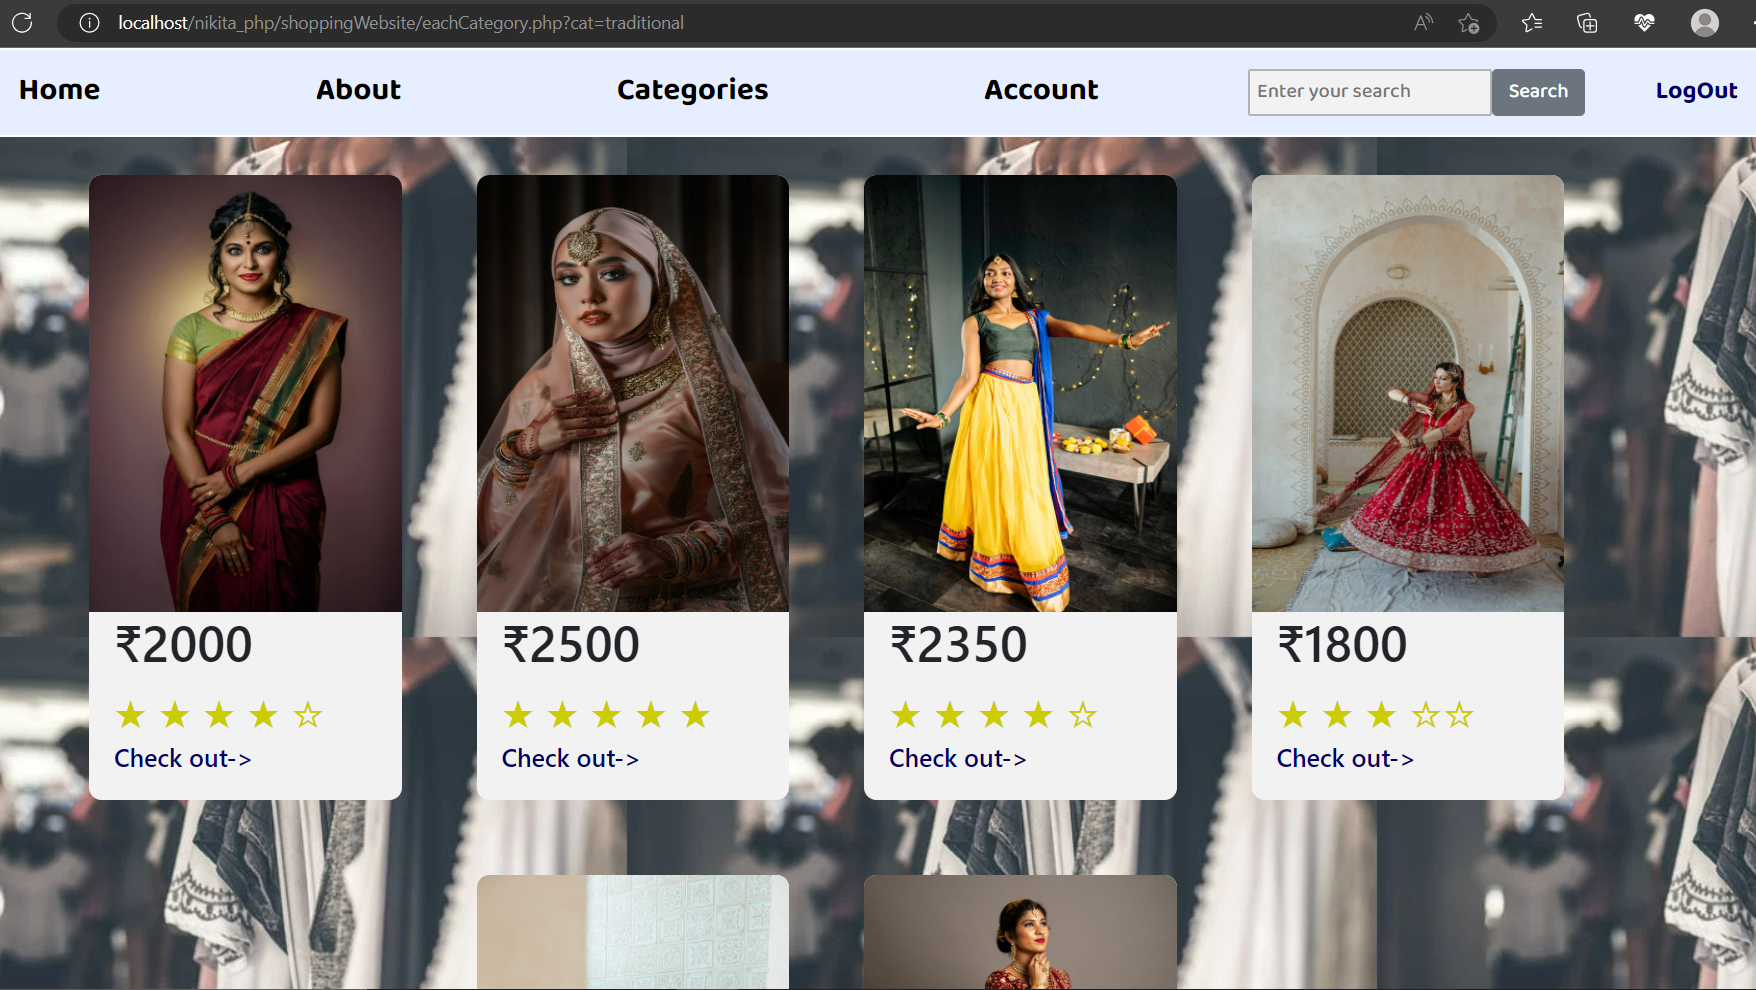 localhost/nikita_php/shoppingWebsite/eachCategory.php?cat=traditional
Home About Categories Account Enter your search Search LogOut
₹2000 ₹2500 ₹2350 ₹1800
★ ★ ★ ★ ☆ ★ ★ ★ ★ ★ ★ ★ ★ ★ ☆ ★ ★ ★ ☆☆
Check out-> Check out-> Check out-> Check out->